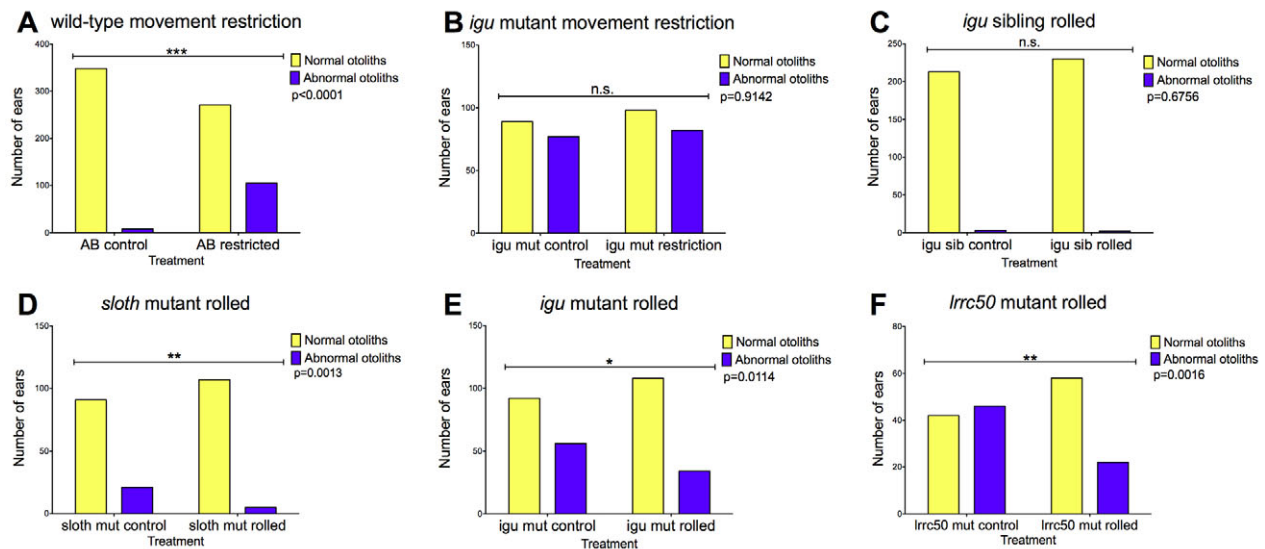 A wild-type movement restriction
400
300
200
100
0
Number of ears
***
Normal otoliths
Abnormal otoliths
p<0.0001
AB control
AB restricted
Treatment
B igu mutant movement restriction
150
100
50
0
Number of ears
n.s.
Normal otoliths
Abnormal otoliths
p=0.9142
igu mut control
igu mut restriction
Treatment
C igu sibling rolled
250
200
150
100
50
0
Number of ears
n.s.
Normal otoliths
Abnormal otoliths
p=0.6756
igu sib control
igu sib rolled
Treatment
D sloth mutant rolled
150
100
50
0
Number of ears
**
Normal otoliths
Abnormal otoliths
p=0.0013
sloth mut control
sloth mut rolled
Treatment
E igu mutant rolled
150
100
50
0
Number of ears
*
Normal otoliths
Abnormal otoliths
p=0.0114
igu mut control
igu mut rolled
Treatment
F lrrc50 mutant rolled
80
60
40
20
0
Number of ears
**
Normal otoliths
Abnormal otoliths
p=0.0016
lrrc50 mut control
lrrc50 mut rolled
Treatment